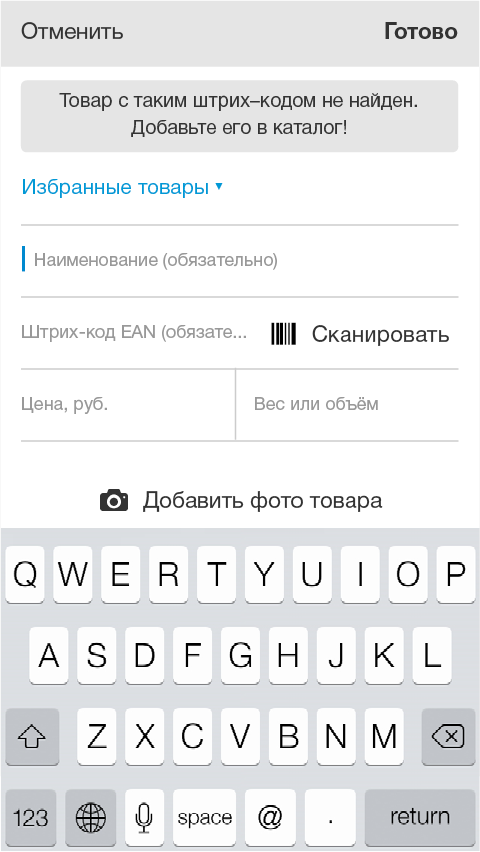 Отменить Готово
Товар с таким штрих–кодом не найден.
Добавьте его в каталог!
Избранные товары ▾
Наименование (обязательно)
Штрих-код EAN (обязате... Сканировать
Цена, руб. Вес или объём
Добавить фото товара
Q W E R T Y U I O P
A S D F G H J K L
Z X C V B N M
123 space @ . return